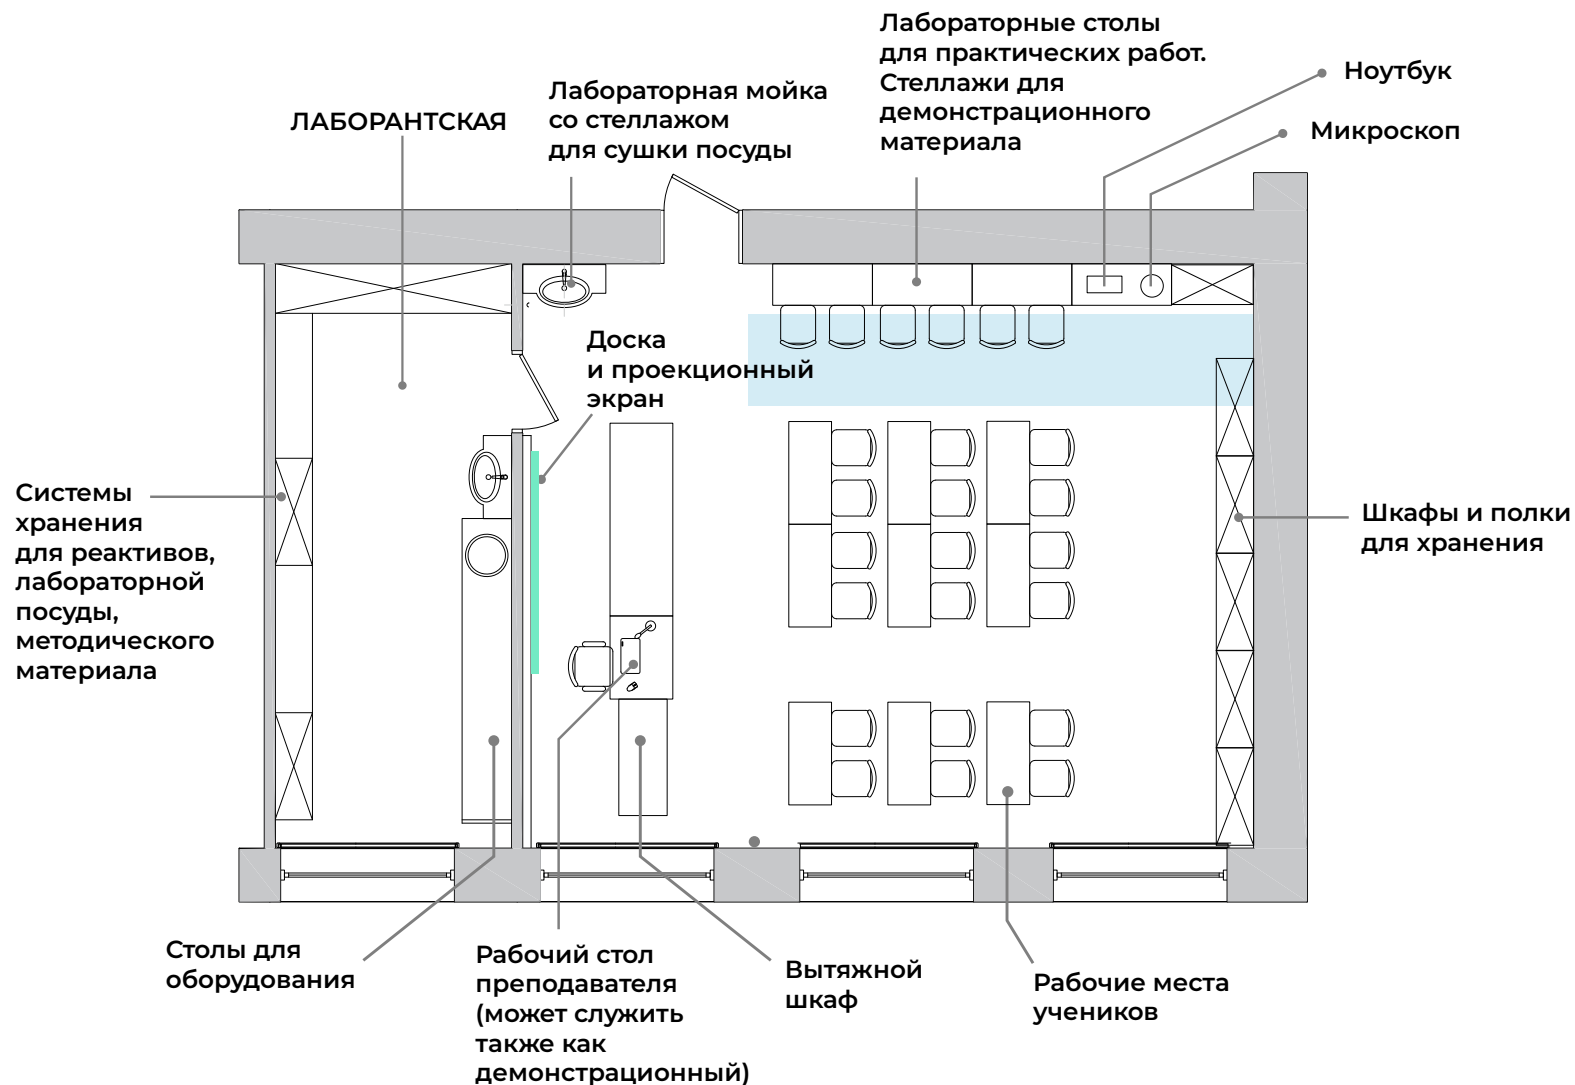 Лабораторные столы
для практических работ.
Стеллажи для
демонстрационного
материала
Ноутбук
Микроскоп
Лабораторная мойка
со стеллажом
для сушки посуды
ЛАБОРАНТСКАЯ
Доска
и проекционный
экран
Системы
хранения
для реактивов,
лабораторной
посуды,
методического
материала
Шкафы и полки
для хранения
Столы для
оборудования
Рабочий стол
преподавателя
(может служить
также как
демонстрационный)
Вытяжной
шкаф
Рабочие места
учеников